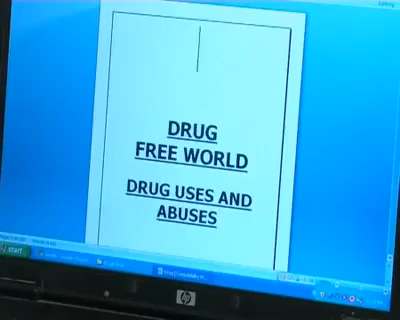 DRUG
FREE WORLD
DRUG USES AND
ABUSES
start
hp